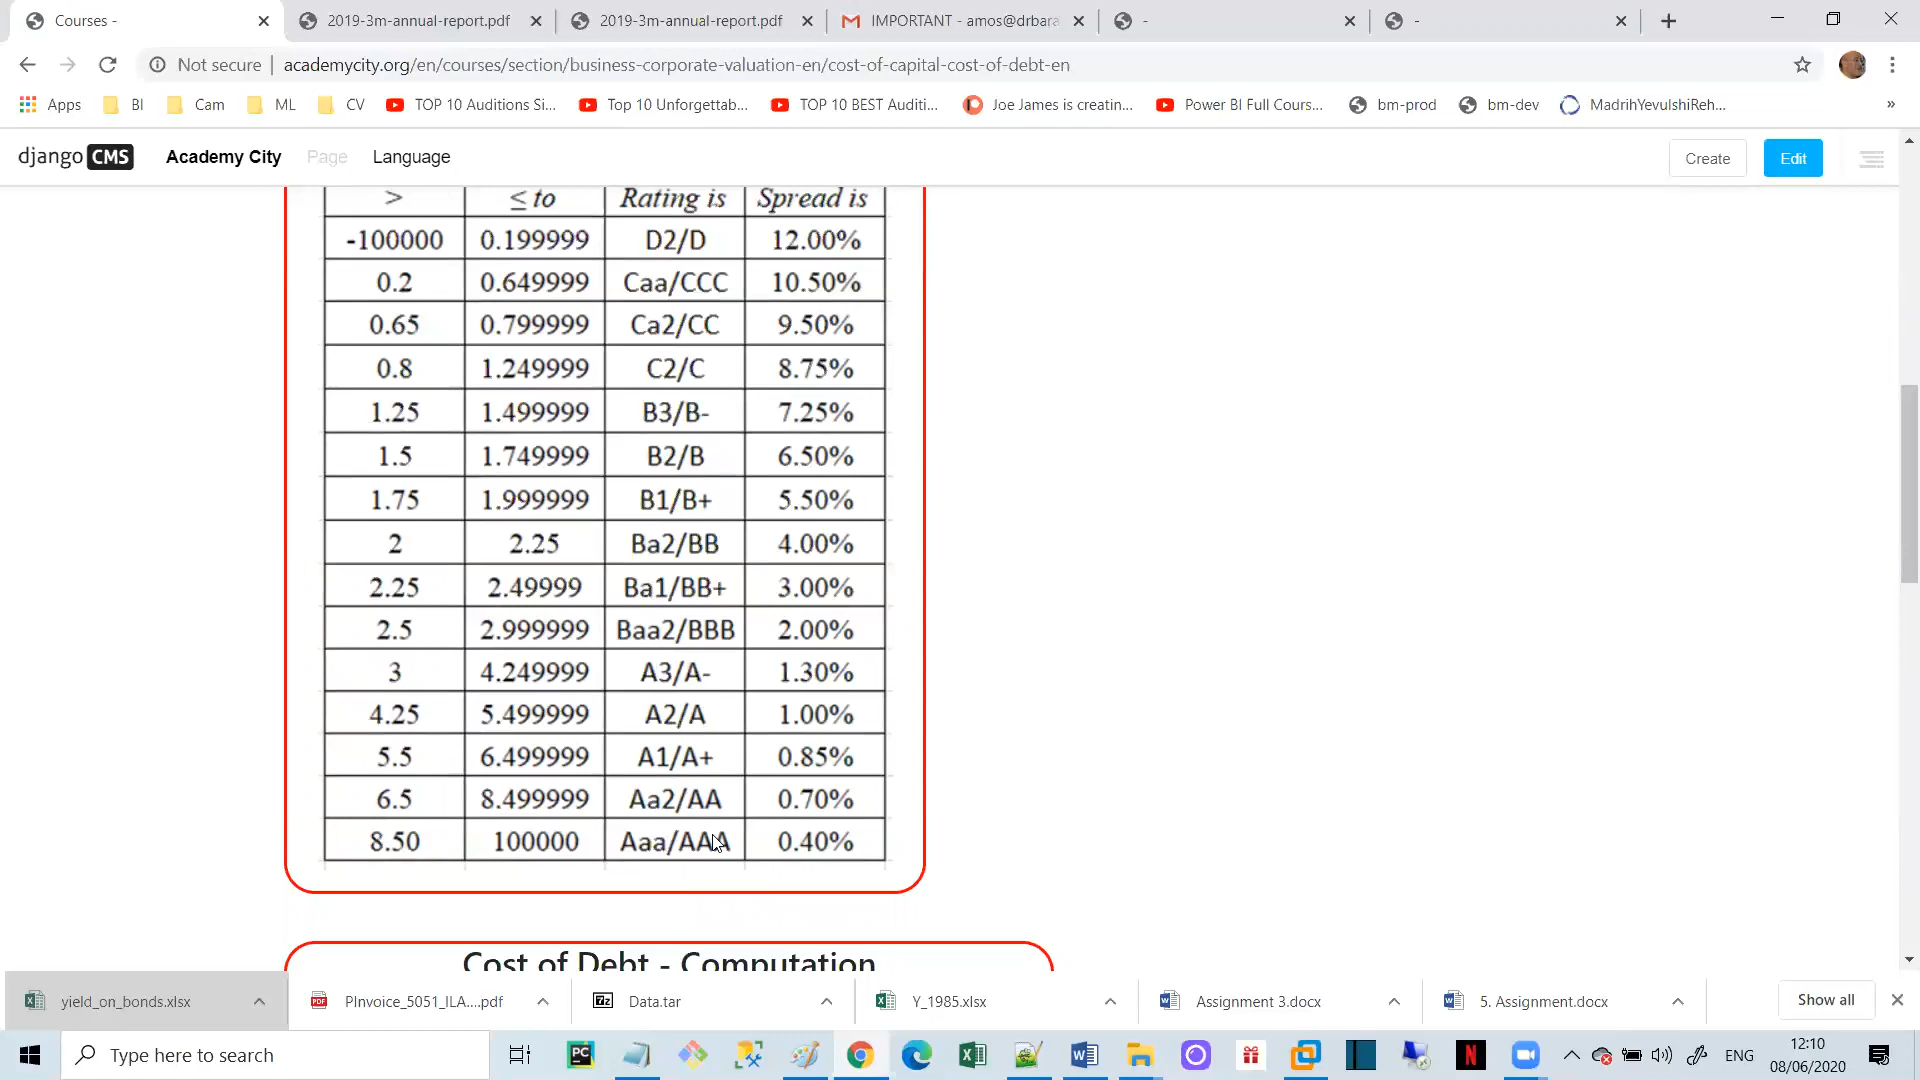 Courses -
2019-3m-annual-report.pdf
2019-3m-annual-report.pdf
IMPORTANT - amos@drbara
-
-
Not secure | academycity.org/en/courses/section/business-corporate-valuation-en/cost-of-capital-cost-of-debt-en
Apps BI Cam ML CV TOP 10 Auditions Si... Top 10 Unforgettab... TOP 10 BEST Auditi... Joe James is creatin... Power BI Full Cours... bm-prod bm-dev MadrihYevulshiReh... »
django CMS Academy City Page Language Create Edit
> ≤ to Rating is Spread is
-100000 0.199999 D2/D 12.00%
0.2 0.649999 Caa/CCC 10.50%
0.65 0.799999 Ca2/CC 9.50%
0.8 1.249999 C2/C 8.75%
1.25 1.499999 B3/B- 7.25%
1.5 1.749999 B2/B 6.50%
1.75 1.999999 B1/B+ 5.50%
2 2.25 Ba2/BB 4.00%
2.25 2.49999 Ba1/BB+ 3.00%
2.5 2.999999 Baa2/BBB 2.00%
3 4.249999 A3/A- 1.30%
4.25 5.499999 A2/A 1.00%
5.5 6.499999 A1/A+ 0.85%
6.5 8.499999 Aa2/AA 0.70%
8.50 100000 Aaa/AAA 0.40%
Cost of Debt - Computation
yield_on_bonds.xlsx PInvoice_5051_ILA....pdf Data.tar Y_1985.xlsx Assignment 3.docx 5. Assignment.docx Show all
Type here to search
ENG
12:10
08/06/2020